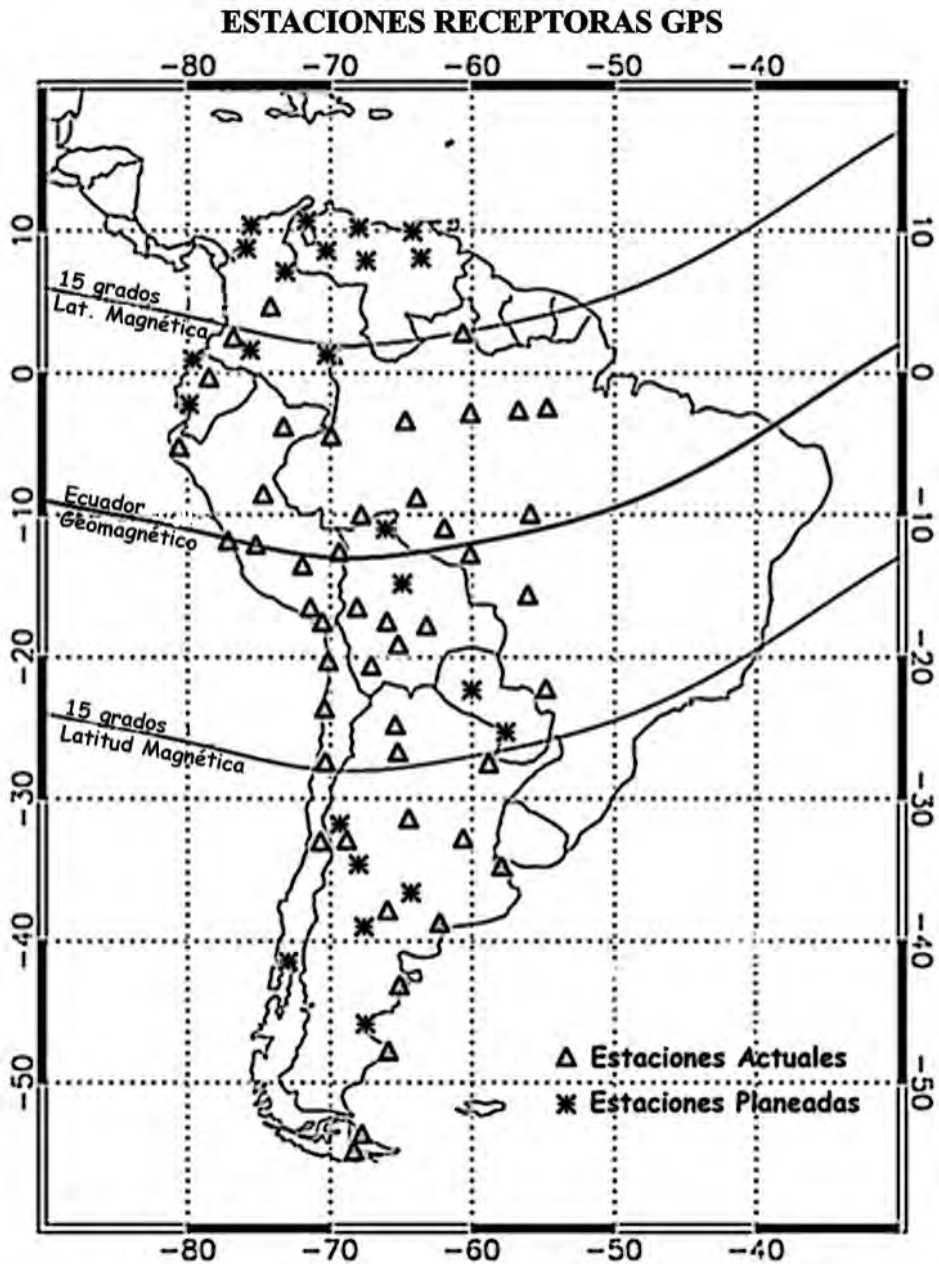 ESTACIONES RECEPTORAS GPS
-80 -70 -60 -50 -40
10 10
15 grados
Lat. Magnética
0 0
Ecuador
Geomagnético
-10 -10
-20 -20
15 grados
Latitud Magnética
-30 -30
-40 -40
Estaciones Actuales
-50 -50
Estaciones Planeadas
-80 -70 -60 -50 -40